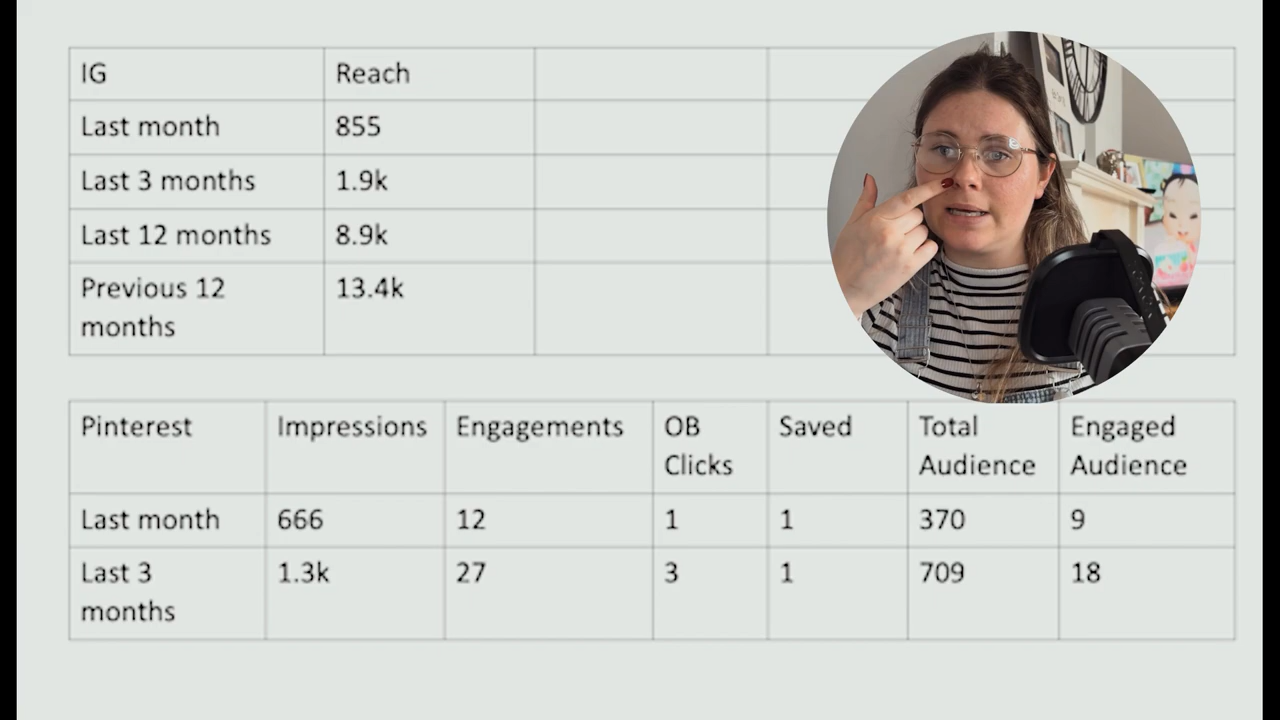 IG Reach
Last month 855
Last 3 months 1.9k
Last 12 months 8.9k
Previous 12 13.4k
months
Pinterest Impressions Engagements OB Saved Total Engaged
Clicks Audience Audience
Last month 666 12 1 1 370 9
Last 3 1.3k 27 3 1 709 18
months